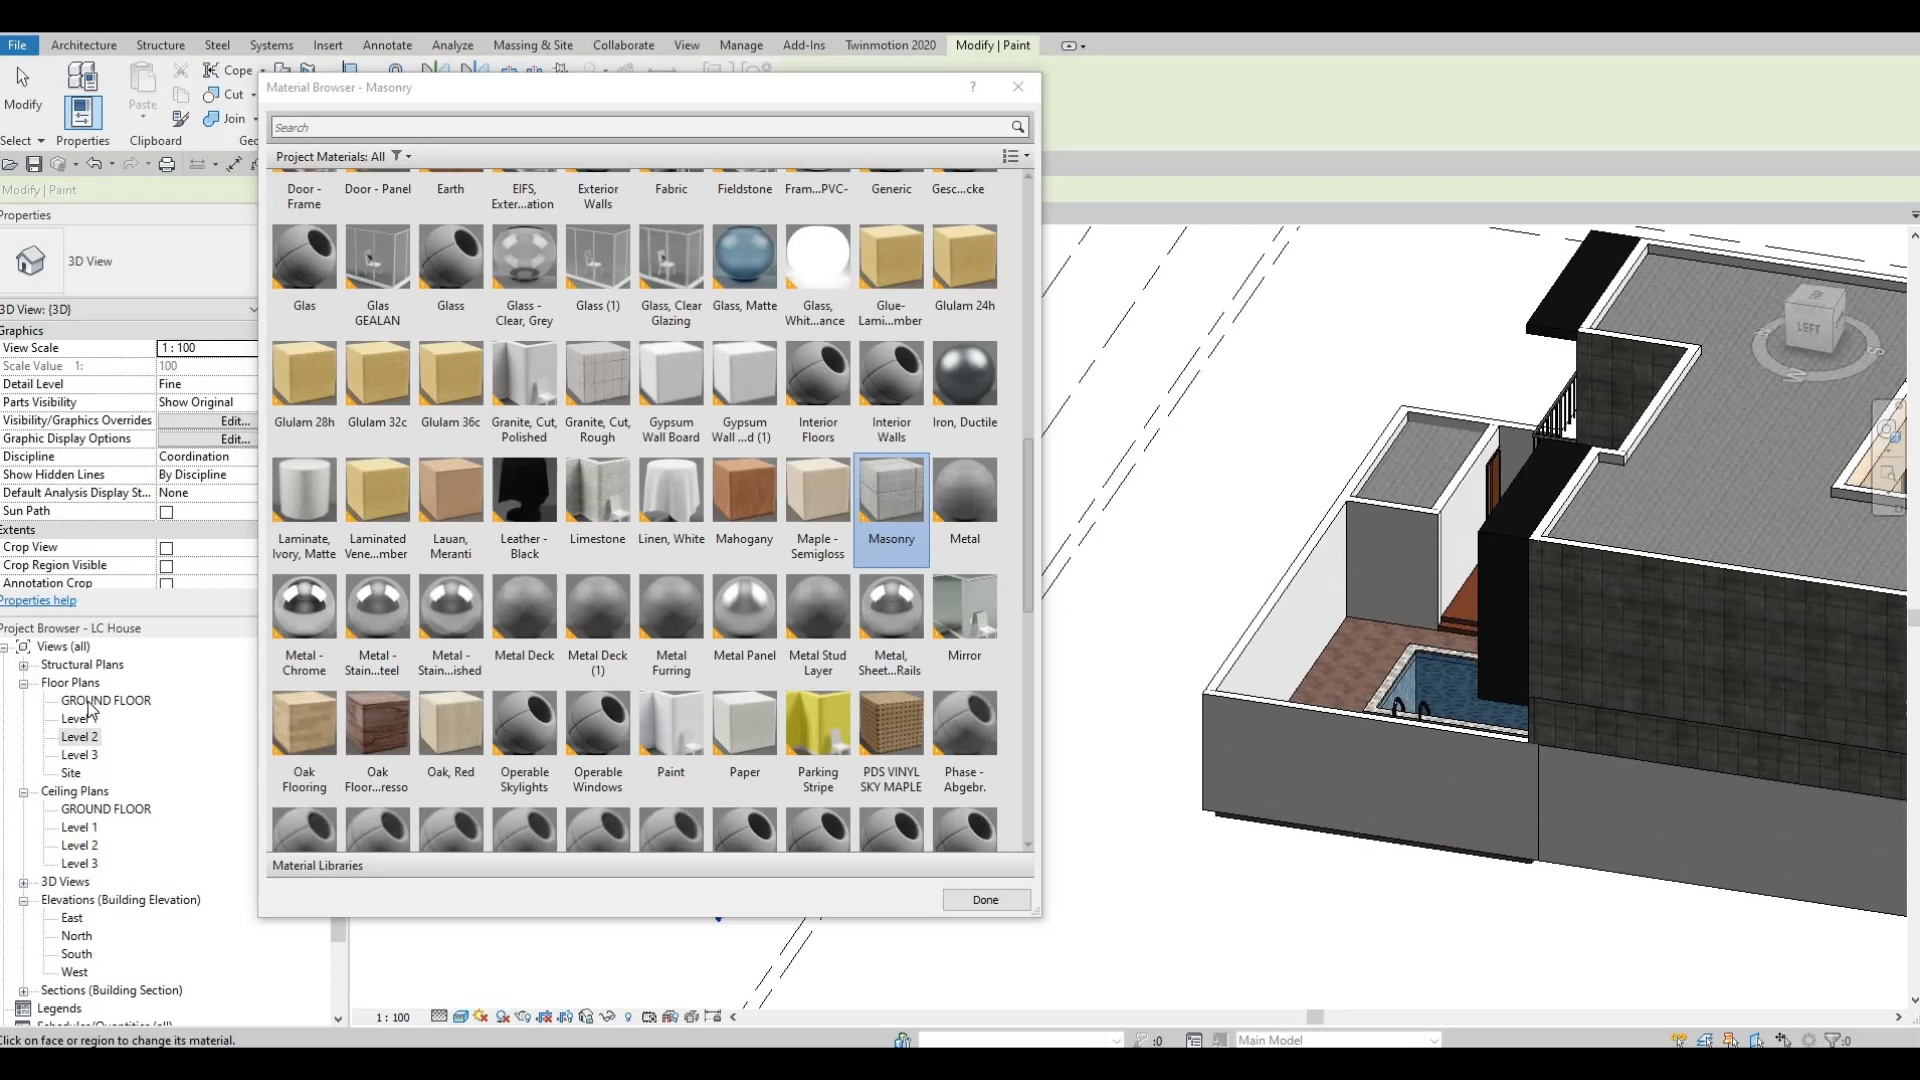 File Architecture Structure Steel Systems Insert Annotate Analyze Massing & Site Collaborate View Manage Add-Ins Twinmotion 2020 Modify | Paint
Modify Paste Cope
Cut
Join
Select Properties Clipboard
Modify | Paint
Properties
3D View
3D View: {3D}
Graphics
View Scale 1 : 100
Scale Value 1: 100
Detail Level Fine
Parts Visibility Show Original
Visibility/Graphics Overrides Edit...
Graphic Display Options Edit...
Discipline Coordination
Show Hidden Lines By Discipline
Default Analysis Display St... None
Sun Path
Extents
Crop View
Crop Region Visible
Annotation Crop
Properties help
Project Browser - LC House
Views (all)
Structural Plans
Floor Plans
GROUND FLOOR
Level
Level 2
Level 3
Site
Ceiling Plans
GROUND FLOOR
Level 1
Level 2
Level 3
3D Views
Elevations (Building Elevation)
East
North
South
West
Sections (Building Section)
Legends
Material Browser - Masonry ?
Search
Project Materials: All
Door - Frame Door - Panel Earth EIFS, Exter...ation Exterior Walls Fabric Fieldstone Fram...PVC- Generic Gesc...cke
Glas Glas GEALAN Glass Glass - Clear, Grey Glass (1) Glass, Clear Glazing Glass, Matte Glass, Whit...ance Glue-Lami...mber Glulam 24h
Glulam 28h Glulam 32c Glulam 36c Granite, Cut, Polished Granite, Cut, Rough Gypsum Wall Board Gypsum Wall ...d (1) Interior Floors Interior Walls Iron, Ductile
Laminate, Ivory, Matte Laminated Vene...mber Lauan, Meranti Leather - Black Limestone Linen, White Mahogany Maple - Semigloss Masonry Metal
Metal - Chrome Metal - Stain...teel Metal - Stain...ished Metal Deck Metal Deck (1) Metal Furring Metal Panel Metal Stud Layer Metal, Sheet...Rails Mirror
Oak Flooring Oak Floor...resso Oak, Red Operable Skylights Operable Windows Paint Paper Parking Stripe PDS VINYL SKY MAPLE Phase - Abgebr.
Material Libraries
Done
LEFT
1 : 100
Click on face or region to change its material. :0 Main Model :0